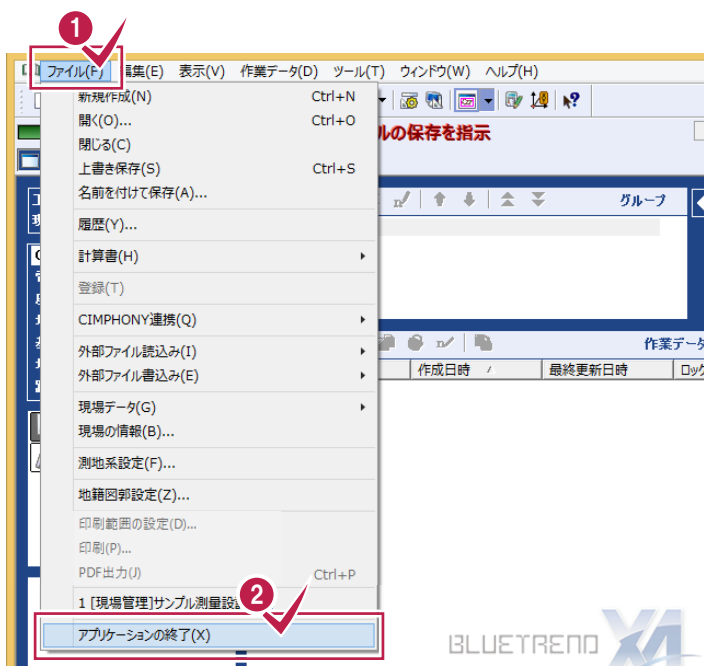 1
ファイル(F) 編集(E) 表示(V) 作業データ(D) ツール(T) ウィンドウ(W) ヘルプ(H)
新規作成(N) Ctrl+N
開く(O)... Ctrl+O
ルの保存を指示
閉じる(C)
上書き保存(S) Ctrl+S
名前を付けて保存(A)...
グループ
履歴(Y)...
計算書(H)
登録(T)
CIMPHONY連携(Q)
外部ファイル読込み(I)
作業データ
外部ファイル書込み(E)
作成日時 最終更新日時 ロック
現場データ(G)
現場の情報(B)...
測地系設定(F)...
地籍図郭設定(Z)...
印刷範囲の設定(D)...
印刷(P)...
PDF出力(J) Ctrl+P
1 [現場管理]サンプル測量設
2
アプリケーションの終了(X)
BLUETREND XA